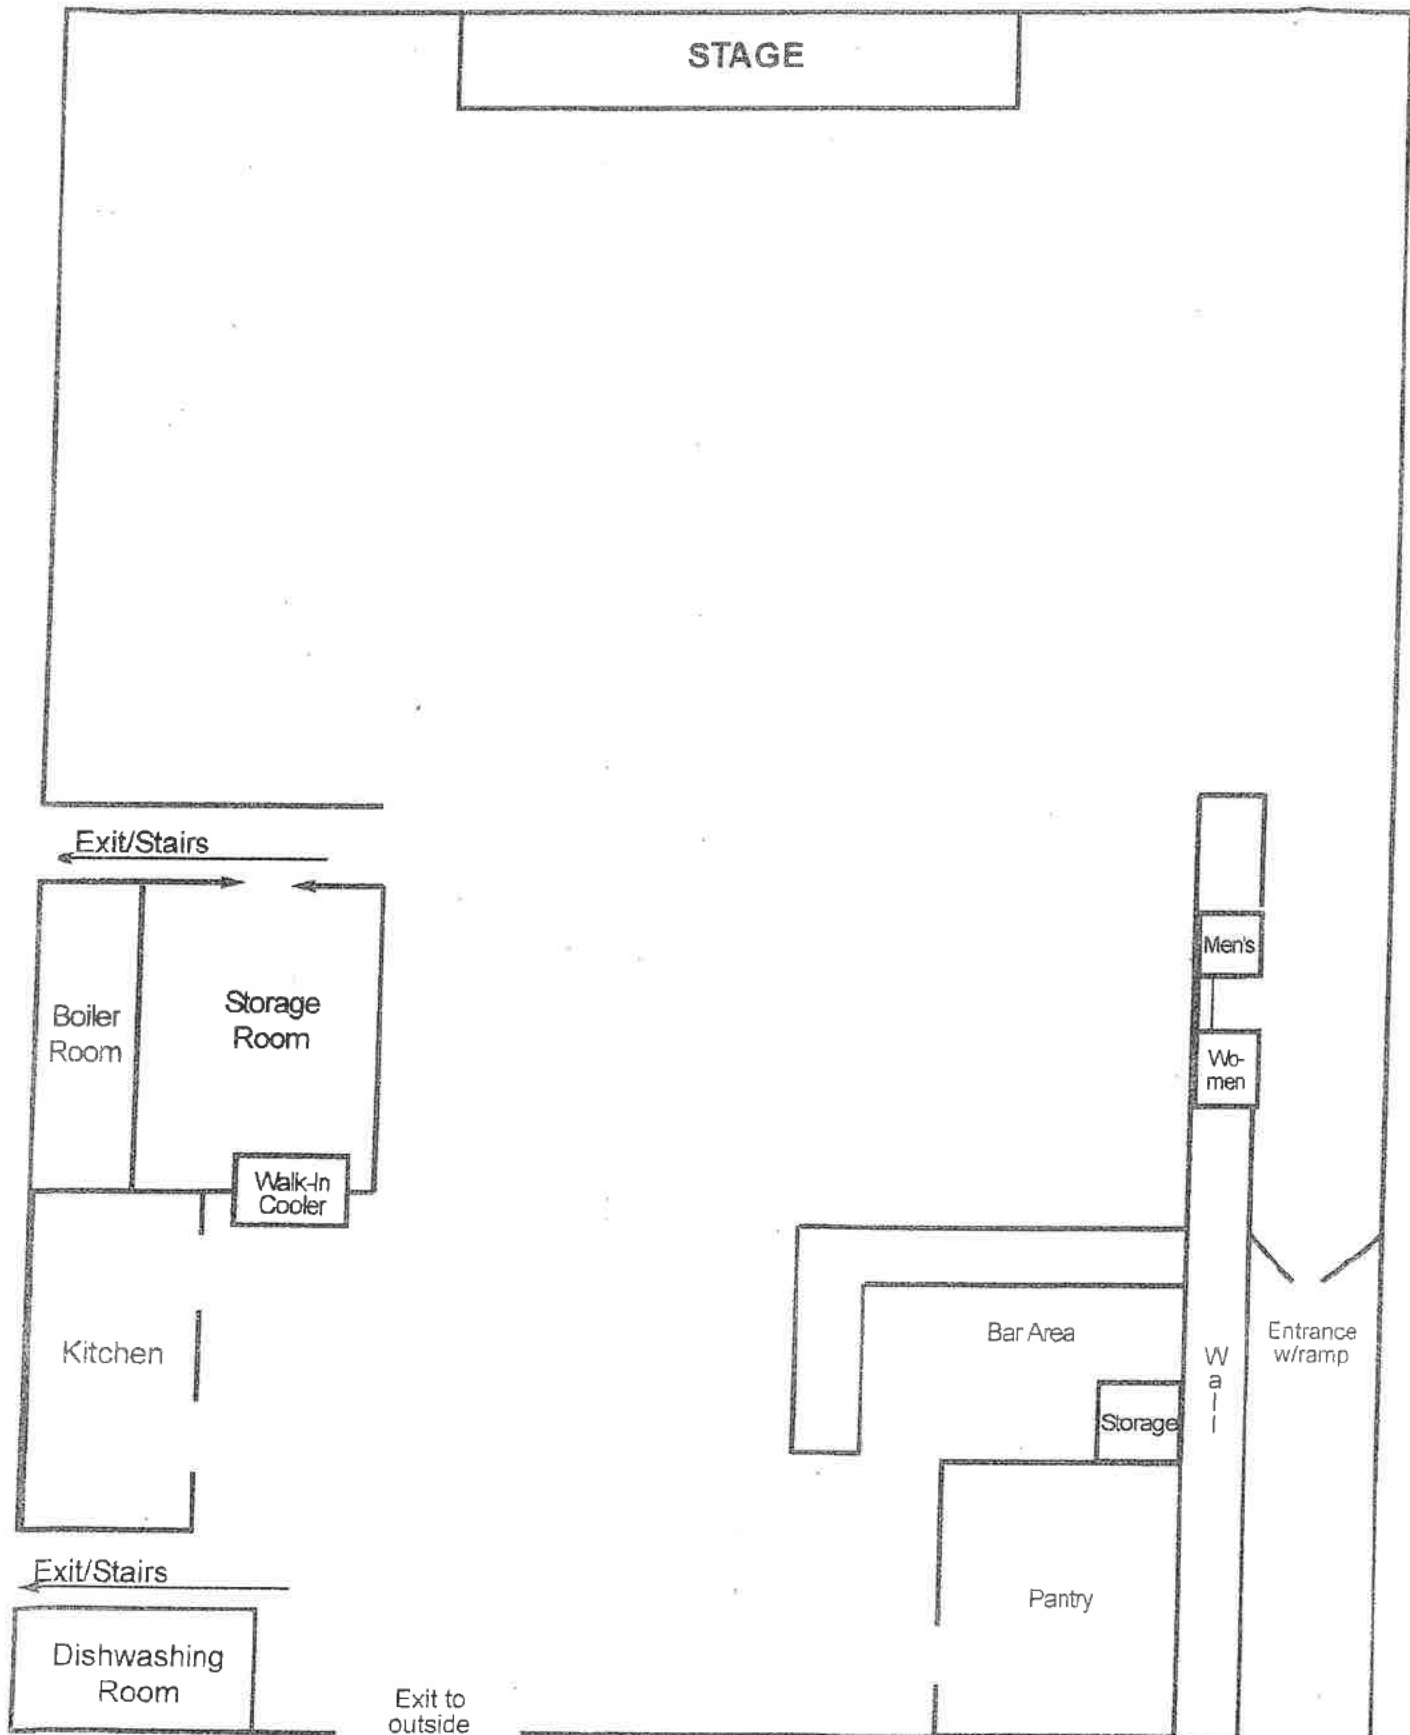 STAGE
Exit/Stairs
Boiler
Room
Storage
Room
Men's
Wo-
men
Walk-In
Cooler
Kitchen
Bar Area
Storage
W
a
l
l
Entrance
w/ramp
Exit/Stairs
Pantry
Dishwashing
Room
Exit to
outside